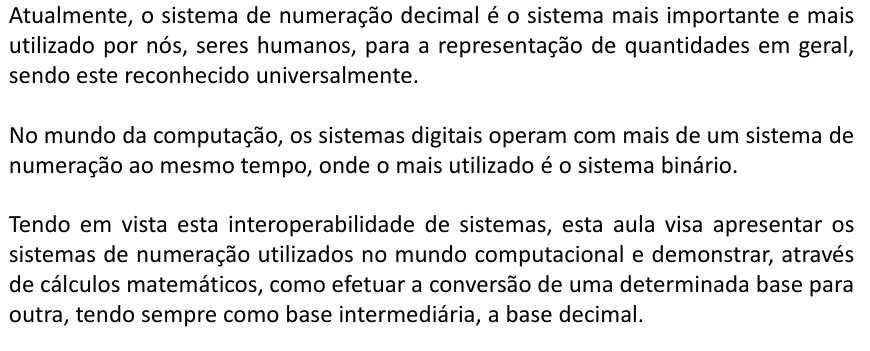 Atualmente, o sistema de numeração decimal é o sistema mais importante e mais
utilizado por nós, seres humanos, para a representação de quantidades em geral,
sendo este reconhecido universalmente.
No mundo da computação, os sistemas digitais operam com mais de um sistema de
numeração ao mesmo tempo, onde o mais utilizado é o sistema binário.
Tendo em vista esta interoperabilidade de sistemas, esta aula visa apresentar os
sistemas de numeração utilizados no mundo computacional e demonstrar, através
de cálculos matemáticos, como efetuar a conversão de uma determinada base para
outra, tendo sempre como base intermediária, a base decimal.